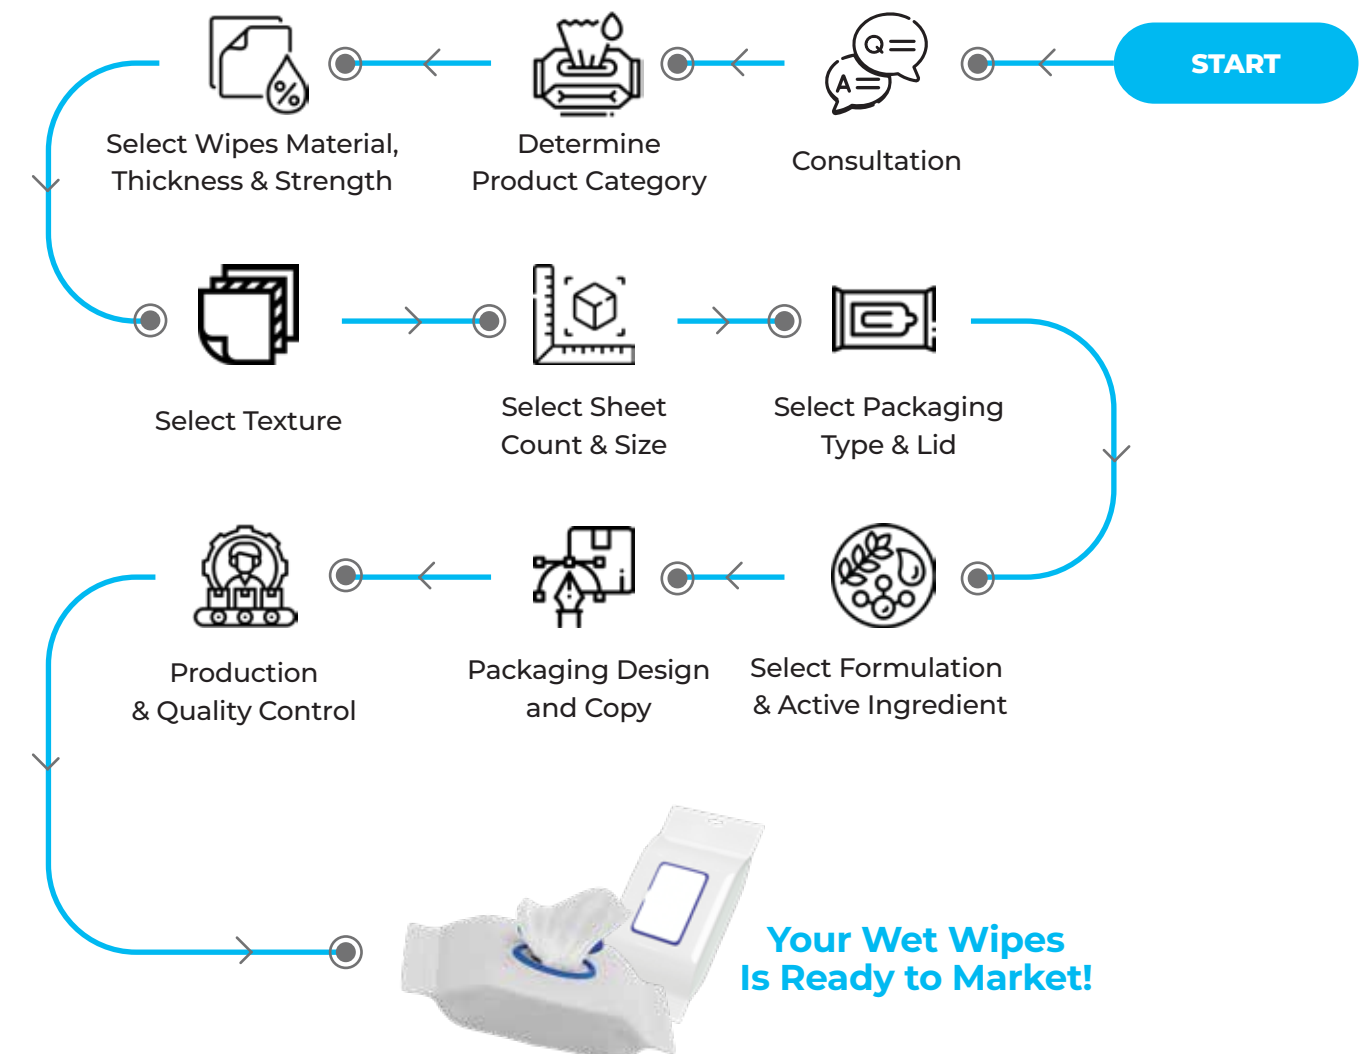 START
Consultation
Determine
Product Category
Select Wipes Material,
Thickness & Strength
Select Texture
Select Sheet
Count & Size
Select Packaging
Type & Lid
Select Formulation
& Active Ingredient
Packaging Design
and Copy
Production
& Quality Control
Your Wet Wipes
Is Ready to Market!
Q
A
%